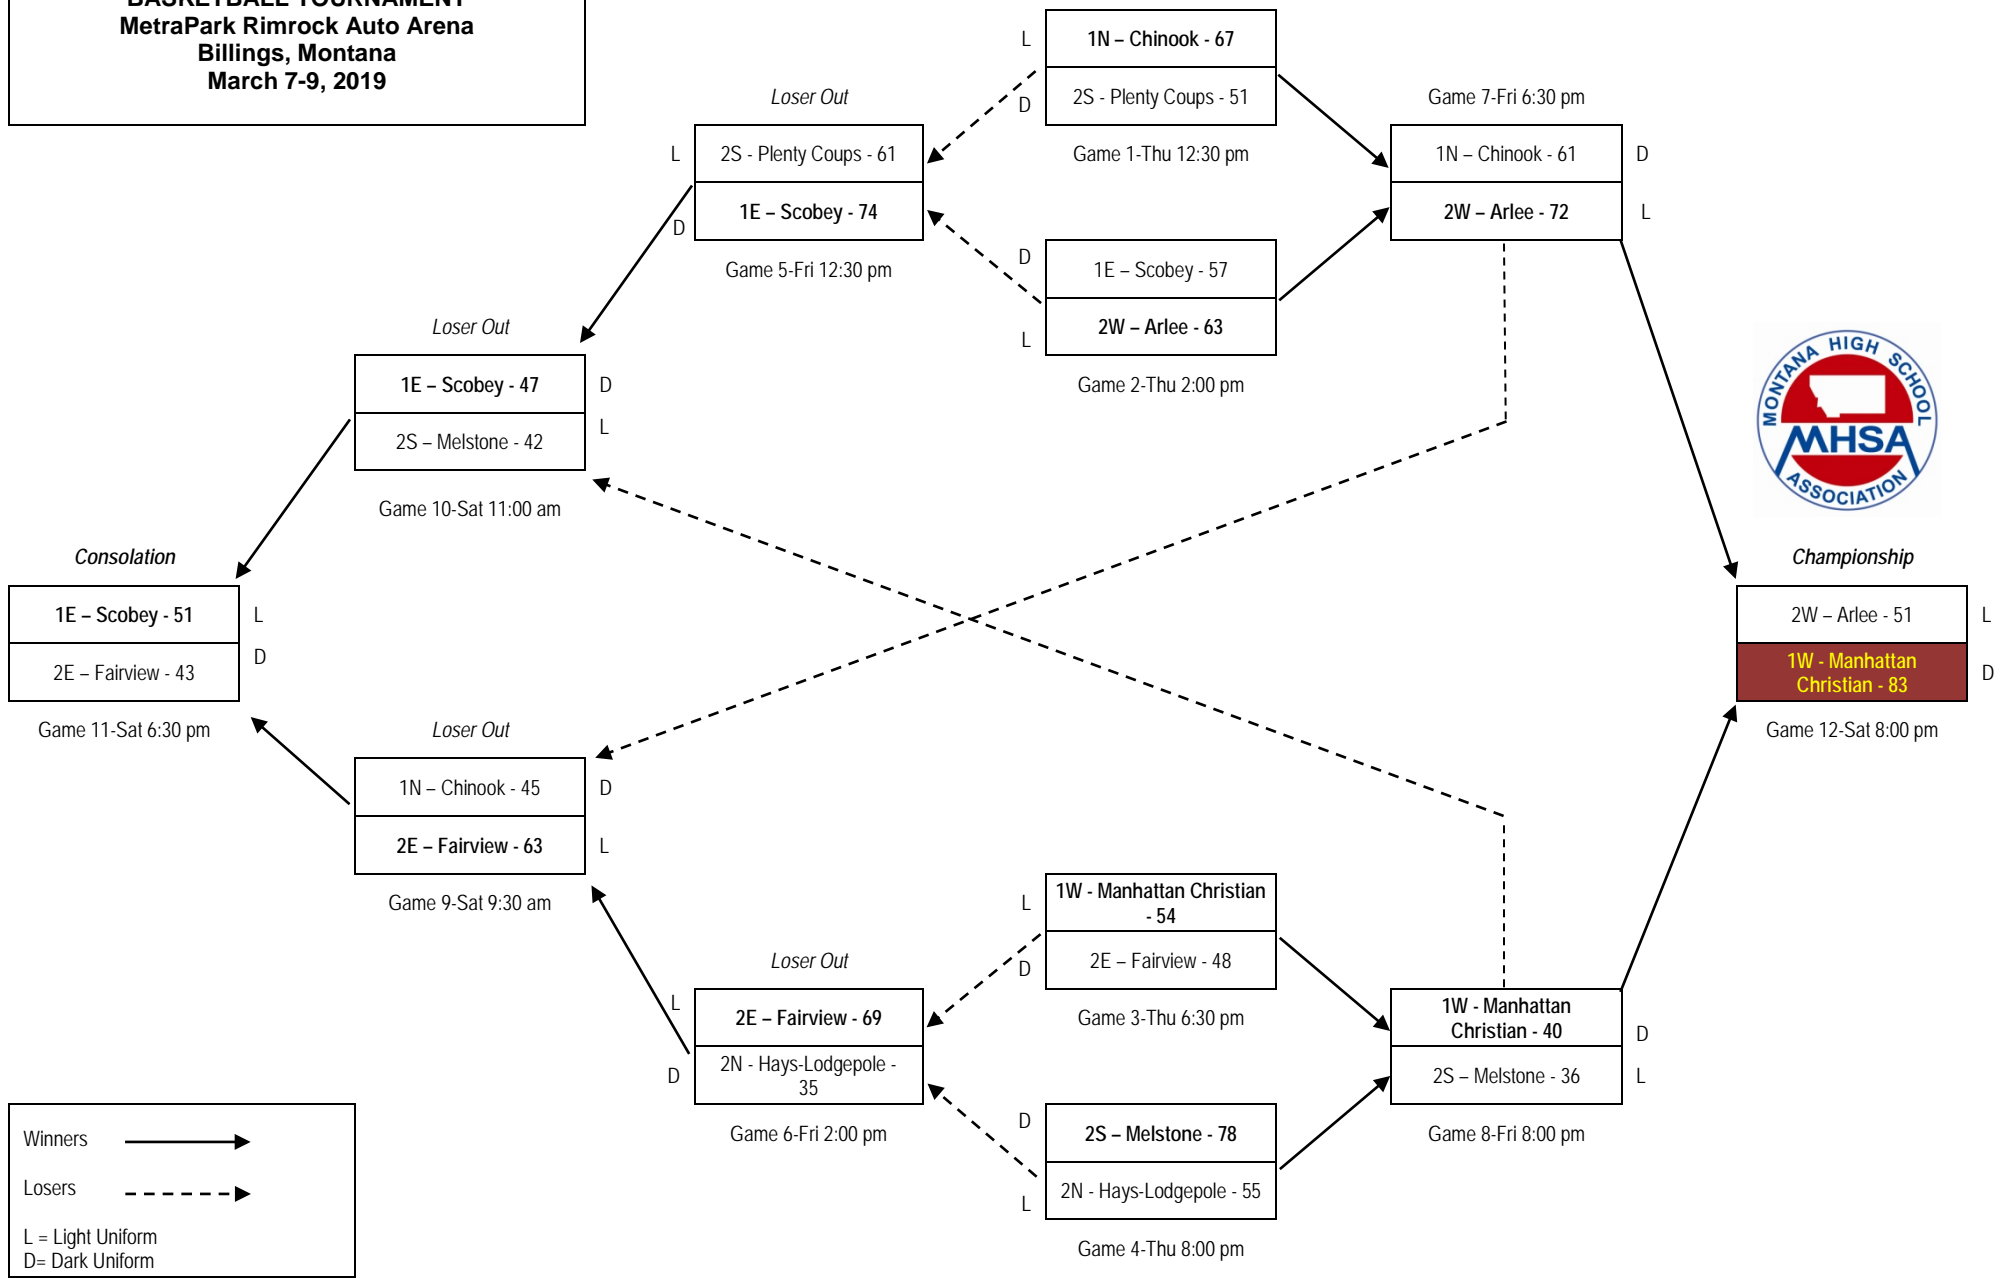 BASKETBALL TOURNAMENT
MetraPark Rimrock Auto Arena
Billings, Montana
March 7-9, 2019
L
1N – Chinook - 67
D
2S - Plenty Coups - 51
Game 1-Thu 12:30 pm
Loser Out
L
2S - Plenty Coups - 61
D
1E – Scobey - 74
Game 5-Fri 12:30 pm
D
1E – Scobey - 57
L
2W – Arlee - 63
Game 2-Thu 2:00 pm
Game 7-Fri 6:30 pm
1N – Chinook - 61
D
2W – Arlee - 72
L
Loser Out
1E – Scobey - 47
D
2S – Melstone - 42
L
Game 10-Sat 11:00 am
MONTANA HIGH SCHOOL
MHSA
ASSOCIATION
Consolation
1E – Scobey - 51
L
2E – Fairview - 43
D
Game 11-Sat 6:30 pm
Championship
2W – Arlee - 51
L
1W - Manhattan
Christian - 83
D
Game 12-Sat 8:00 pm
Loser Out
1N – Chinook - 45
D
2E – Fairview - 63
L
Game 9-Sat 9:30 am
L
1W - Manhattan Christian
- 54
D
2E – Fairview - 48
Game 3-Thu 6:30 pm
Loser Out
L
2E – Fairview - 69
D
2N - Hays-Lodgepole -
35
Game 6-Fri 2:00 pm
1W - Manhattan
Christian - 40
D
2S – Melstone - 36
L
Game 8-Fri 8:00 pm
D
2S – Melstone - 78
L
2N - Hays-Lodgepole - 55
Game 4-Thu 8:00 pm
Winners
Losers
L = Light Uniform
D= Dark Uniform